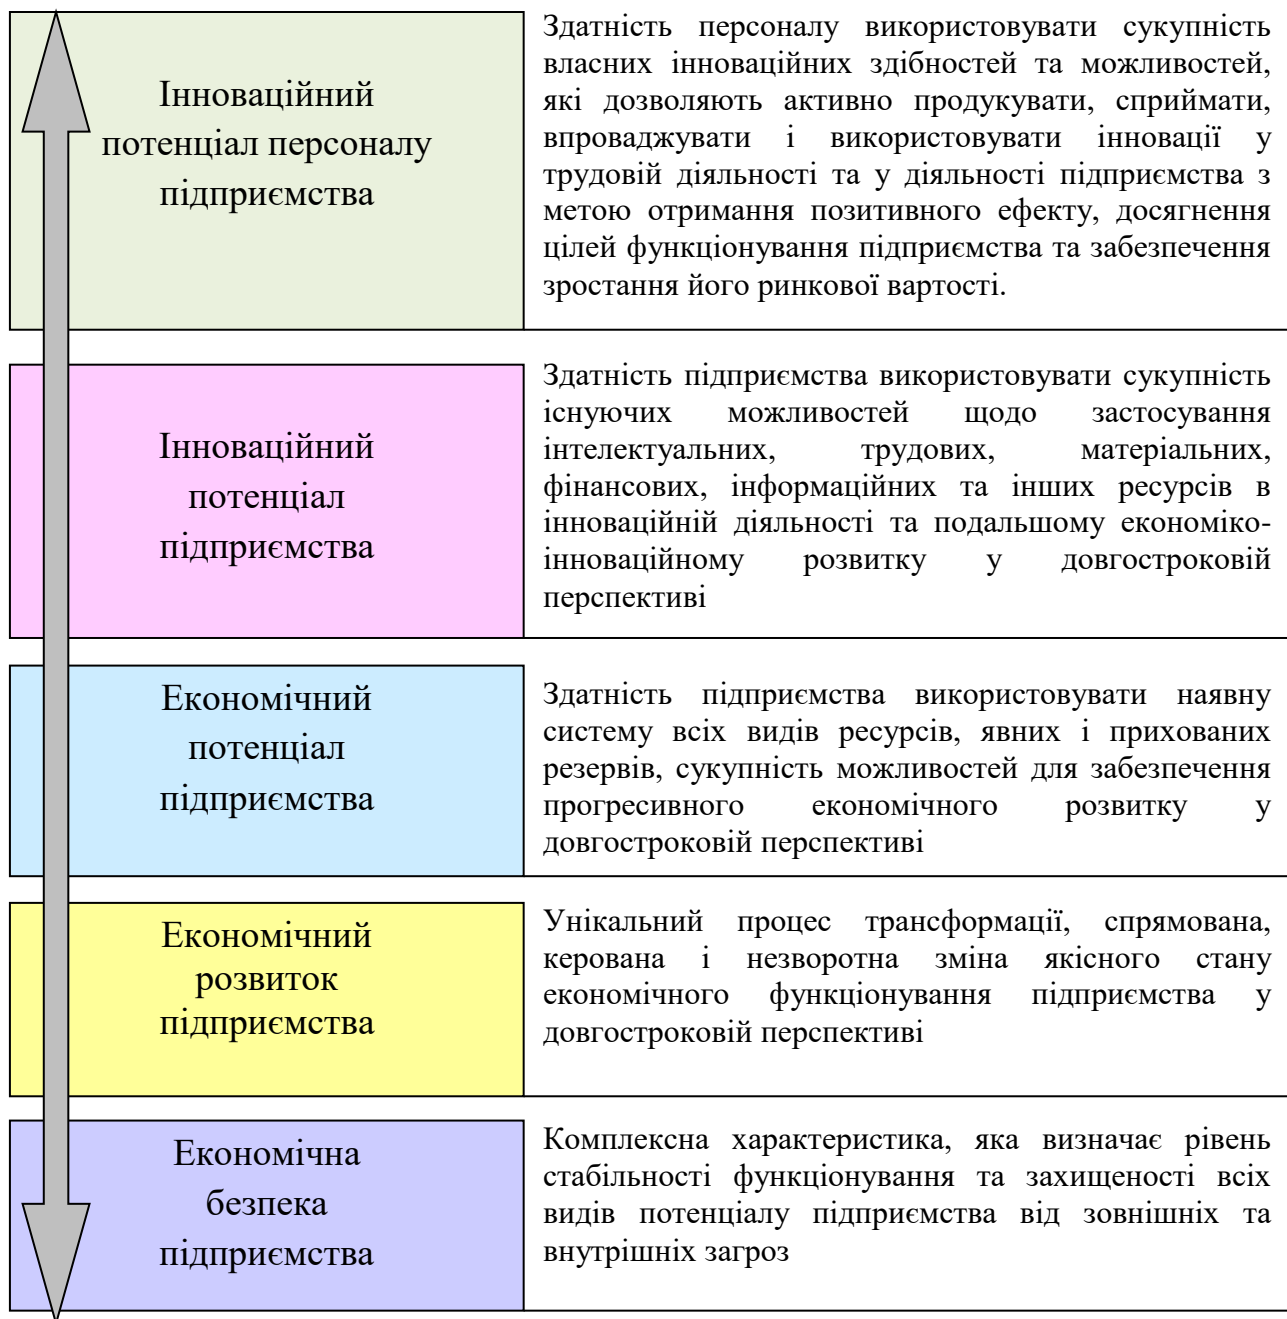 Інноваційний
потенціал персоналу
підприємства
Здатність персоналу використовувати сукупність
власних інноваційних здібностей та можливостей,
які дозволяють активно продукувати, сприймати,
впроваджувати і використовувати інновації у
трудовій діяльності та у діяльності підприємства з
метою отримання позитивного ефекту, досягнення
цілей функціонування підприємства та забезпечення
зростання його ринкової вартості.
Інноваційний
потенціал
підприємства
Здатність підприємства використовувати сукупність
існуючих можливостей щодо застосування
інтелектуальних, трудових, матеріальних,
фінансових, інформаційних та інших ресурсів в
інноваційній діяльності та подальшому економіко-
інноваційному розвитку у довгостроковій
перспективі
Економічний
потенціал
підприємства
Здатність підприємства використовувати наявну
систему всіх видів ресурсів, явних і прихованих
резервів, сукупність можливостей для забезпечення
прогресивного економічного розвитку у
довгостроковій перспективі
Економічний
розвиток
підприємства
Унікальний процес трансформації, спрямована,
керована і незворотна зміна якісного стану
економічного функціонування підприємства у
довгостроковій перспективі
Економічна
безпека
підприємства
Комплексна характеристика, яка визначає рівень
стабільності функціонування та захищеності всіх
видів потенціалу підприємства від зовнішніх та
внутрішніх загроз